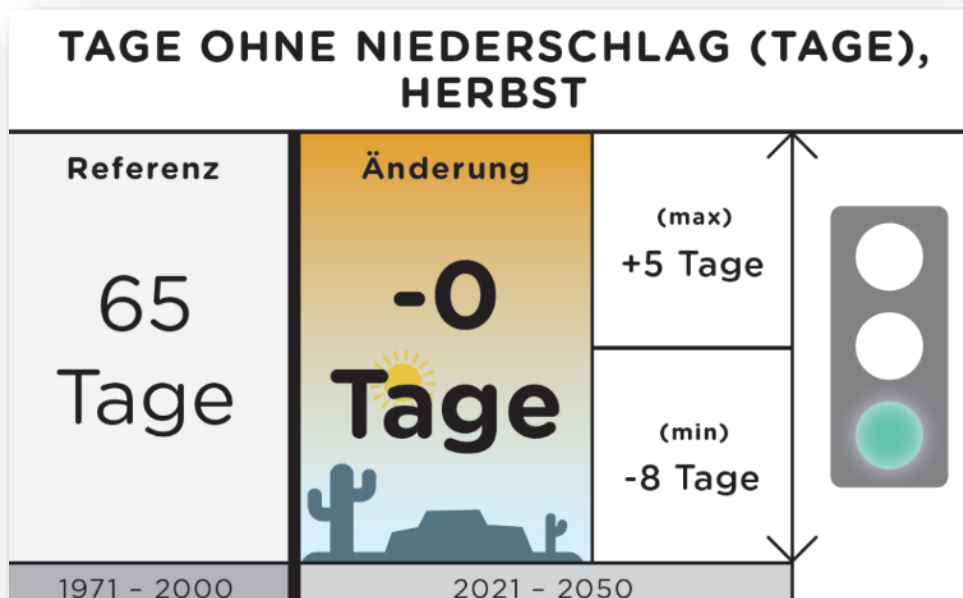 TAGE OHNE NIEDERSCHLAG (TAGE),
HERBST
Referenz
65
Tage
1971 – 2000
Änderung
-0
Tage
(max)
+5 Tage
(min)
-8 Tage
2021 – 2050